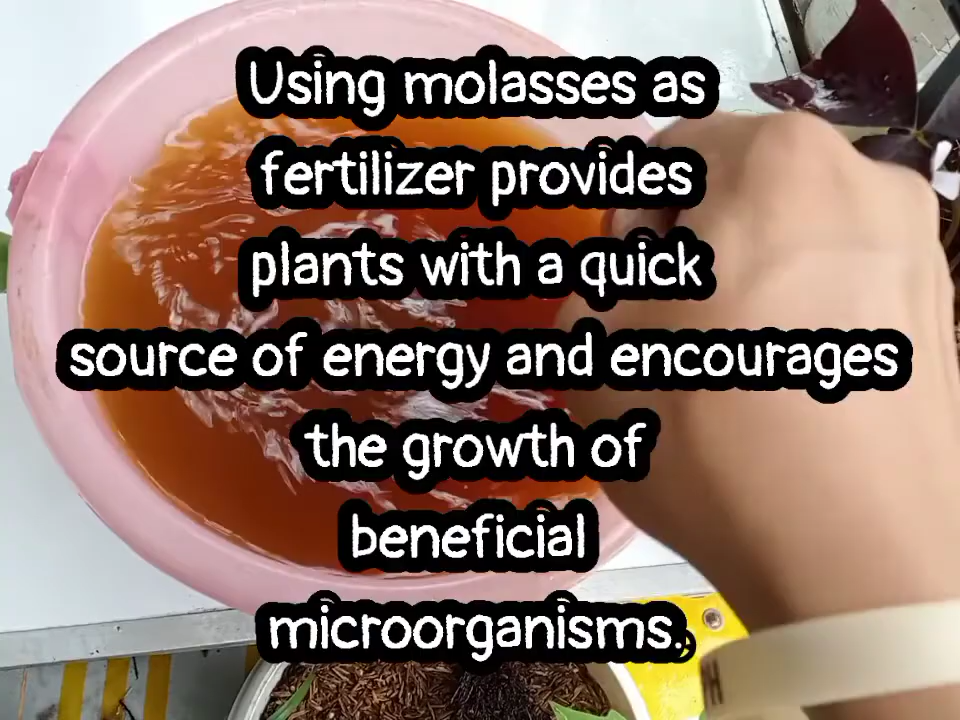 Using molasses as
fertilizer provides
plants with a quick
source of energy and encourages
the growth of
beneficial
microorganisms.